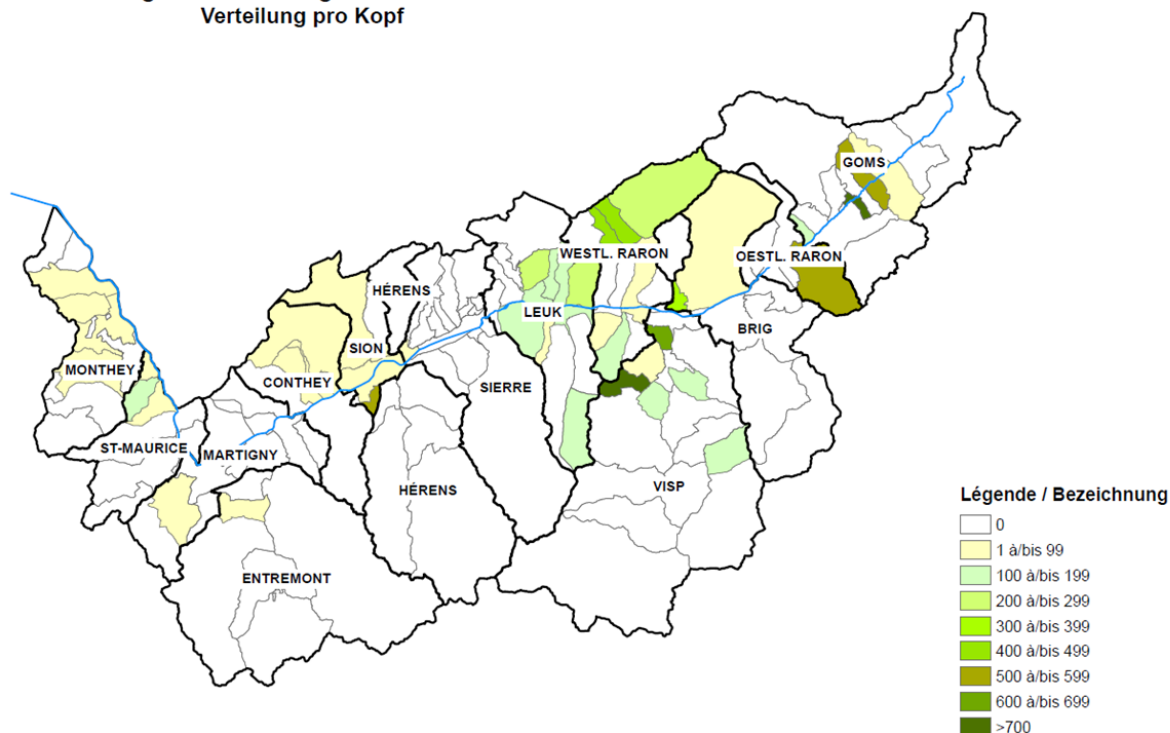 Verteilung pro Kopf
GOMS
WESTL. RARON
OESTL. RARON
HÉRENS
LEUK
BRIG
SION
MONTHEY
CONTHEY
SIERRE
ST-MAURICE
MARTIGNY
HÉRENS
VISP
ENTREMONT
Légende / Bezeichnung
0
1 à/bis 99
100 à/bis 199
200 à/bis 299
300 à/bis 399
400 à/bis 499
500 à/bis 599
600 à/bis 699
>700